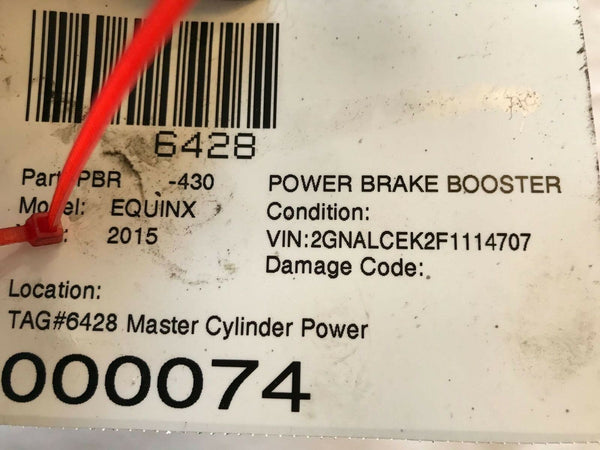 6428
Part PBR -430 POWER BRAKE BOOSTER
Model: EQUINX Condition:
2015 VIN:2GNALCEK2F1114707
Damage Code:
Location:
TAG#6428 Master Cylinder Power
000074